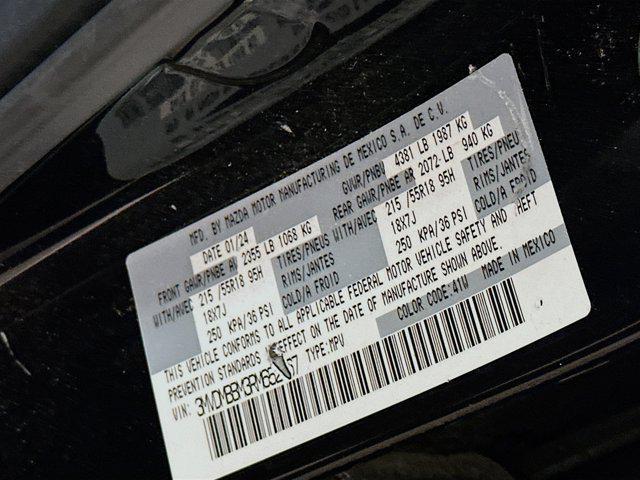 MFD. BY MAZDA MOTOR MANUFACTURING DE MEXICO S.A. DE C.V.
DATE 01/24 GVWR/PNBV 4381 LB 1987 KG
FRONT GAWR/PNBE AV 2355 LB 1068 KG REAR GAWR/PNBE AR 2072 LB 940 KG
WITH/AVEC 215 /55R18 95H TIRES/PNEUS WITH/AVEC 215 /55R18 95H TIRES/PNEU
18X7J RIMS/JANTES 18X7J RIMS/JANTES
250 KPA/36 PSI COLD/A FROID 250 KPA/36 PSI COLD/A FROID
THIS VEHICLE CONFORMS TO ALL APPLICABLE FEDERAL MOTOR VEHICLE SAFETY AND THEFT
PREVENTION STANDARDS IN EFFECT ON THE DATE OF MANUFACTURE SHOWN ABOVE.
VIN: TYPE:MPV COLOR CODE:41W MADE IN MEXICO